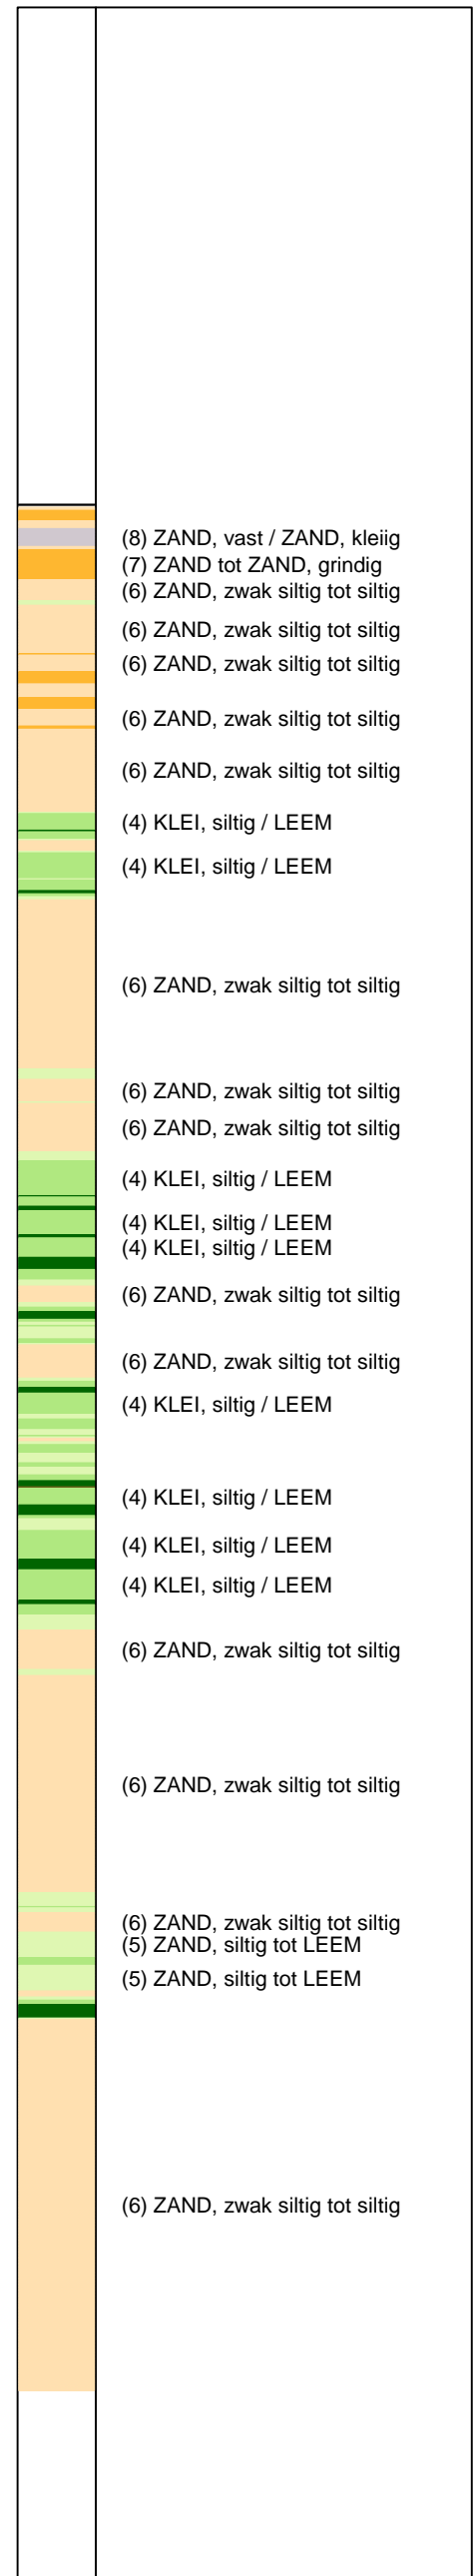 (8) ZAND, vast / ZAND, kleiig
(7) ZAND tot ZAND, grindig
(6) ZAND, zwak siltig tot siltig
(6) ZAND, zwak siltig tot siltig
(6) ZAND, zwak siltig tot siltig
(6) ZAND, zwak siltig tot siltig
(6) ZAND, zwak siltig tot siltig
(4) KLEI, siltig / LEEM
(4) KLEI, siltig / LEEM
(6) ZAND, zwak siltig tot siltig
(6) ZAND, zwak siltig tot siltig
(6) ZAND, zwak siltig tot siltig
(4) KLEI, siltig / LEEM
(4) KLEI, siltig / LEEM
(4) KLEI, siltig / LEEM
(6) ZAND, zwak siltig tot siltig
(6) ZAND, zwak siltig tot siltig
(4) KLEI, siltig / LEEM
(4) KLEI, siltig / LEEM
(4) KLEI, siltig / LEEM
(4) KLEI, siltig / LEEM
(6) ZAND, zwak siltig tot siltig
(6) ZAND, zwak siltig tot siltig
(6) ZAND, zwak siltig tot siltig
(5) ZAND, siltig tot LEEM
(5) ZAND, siltig tot LEEM
(6) ZAND, zwak siltig tot siltig